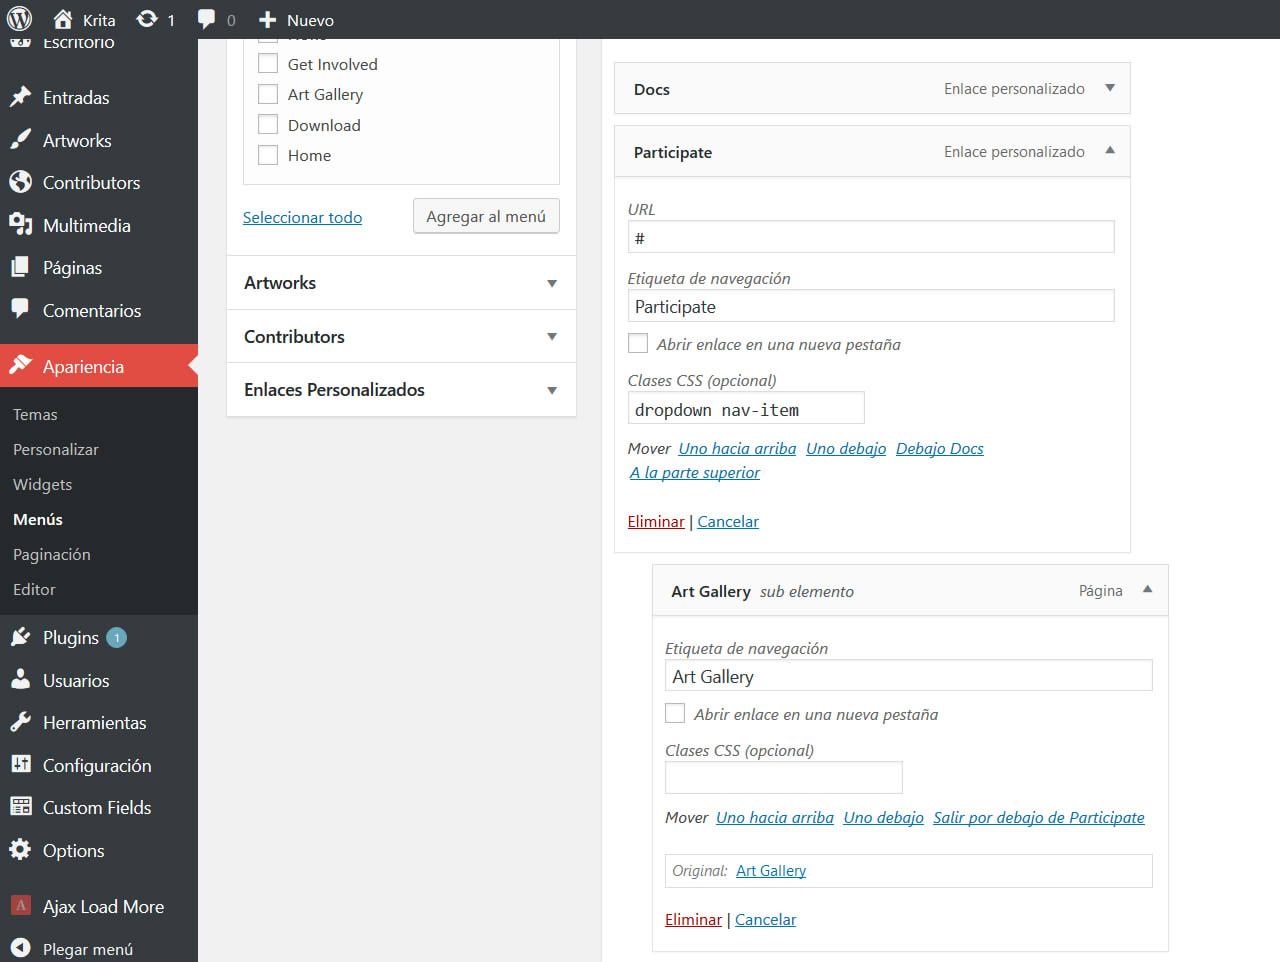 Krita 1 0 Nuevo
Escritorio
Entradas
Artworks
Contributors
Multimedia
Páginas
Comentarios
Apariencia
Temas
Personalizar
Widgets
Menús
Paginación
Editor
Plugins 1
Usuarios
Herramientas
Configuración
Custom Fields
Options
Ajax Load More
Plegar menú
Get Involved
Art Gallery
Download
Home
Seleccionar todo Agregar al menú
Artworks
Contributors
Enlaces Personalizados
Docs Enlace personalizado
Participate Enlace personalizado
URL
#
Etiqueta de navegación
Participate
Abrir enlace en una nueva pestaña
Clases CSS (opcional)
dropdown nav-item
Mover Uno hacia arriba Uno debajo Debajo Docs
A la parte superior
Eliminar | Cancelar
Art Gallery sub elemento Página
Etiqueta de navegación
Art Gallery
Abrir enlace en una nueva pestaña
Clases CSS (opcional)
Mover Uno hacia arriba Uno debajo Salir por debajo de Participate
Original: Art Gallery
Eliminar | Cancelar